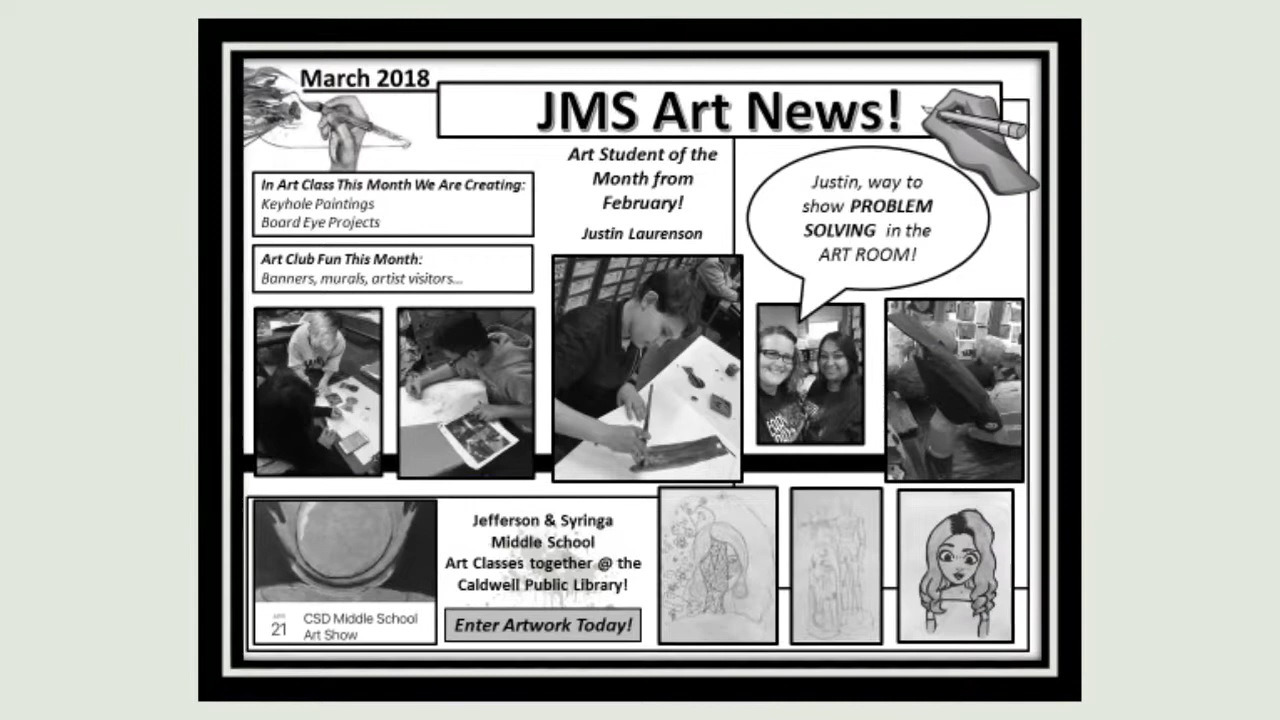 March 2018
JMS Art News!
In Art Class This Month We Are Creating:
Keyhole Paintings
Board Eye Projects
Art Club Fun This Month:
Banners, murals, artist visitors...
Art Student of the
Month from
February!
Justin Laurenson
Justin, way to
show PROBLEM
SOLVING in the
ART ROOM!
APR
21
CSD Middle School
Art Show
Jefferson & Syringa
Middle School
Art Classes together @ the
Caldwell Public Library!
Enter Artwork Today!